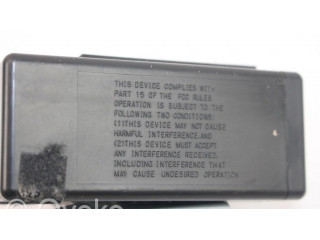 THIS DEVICE COMPLIES WITH
PART 15 OF THE FCC RULES.
OPERATION IS SUBJECT TO THE
FOLLOWING TWO CONDITIONS:
(1)THIS DEVICE MAY NOT CAUSE
HARMFUL INTERFERENCE,AND
(2)THIS DEVICE MUST ACCEPT
ANY INTERFERENCE RECEIVED,
INCLUDING INTERFERENCE THAT
MAY CAUSE UNDESIRED OPERATION
© Ovoko